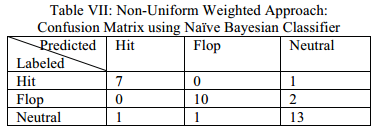 Table VII: Non-Uniform Weighted Approach:
Confusion Matrix using Naïve Bayesian Classifier
Predicted Hit Flop Neutral
Labeled
Hit 7 0 1
Flop 0 10 2
Neutral 1 1 13